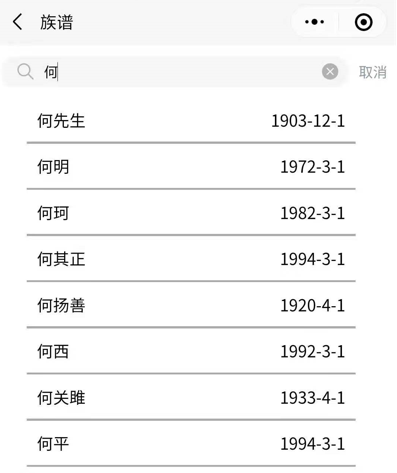 族谱
何
取消
何先生 1903-12-1
何明 1972-3-1
何珂 1982-3-1
何其正 1994-3-1
何扬善 1920-4-1
何西 1992-3-1
何关雎 1933-4-1
何平 1994-3-1